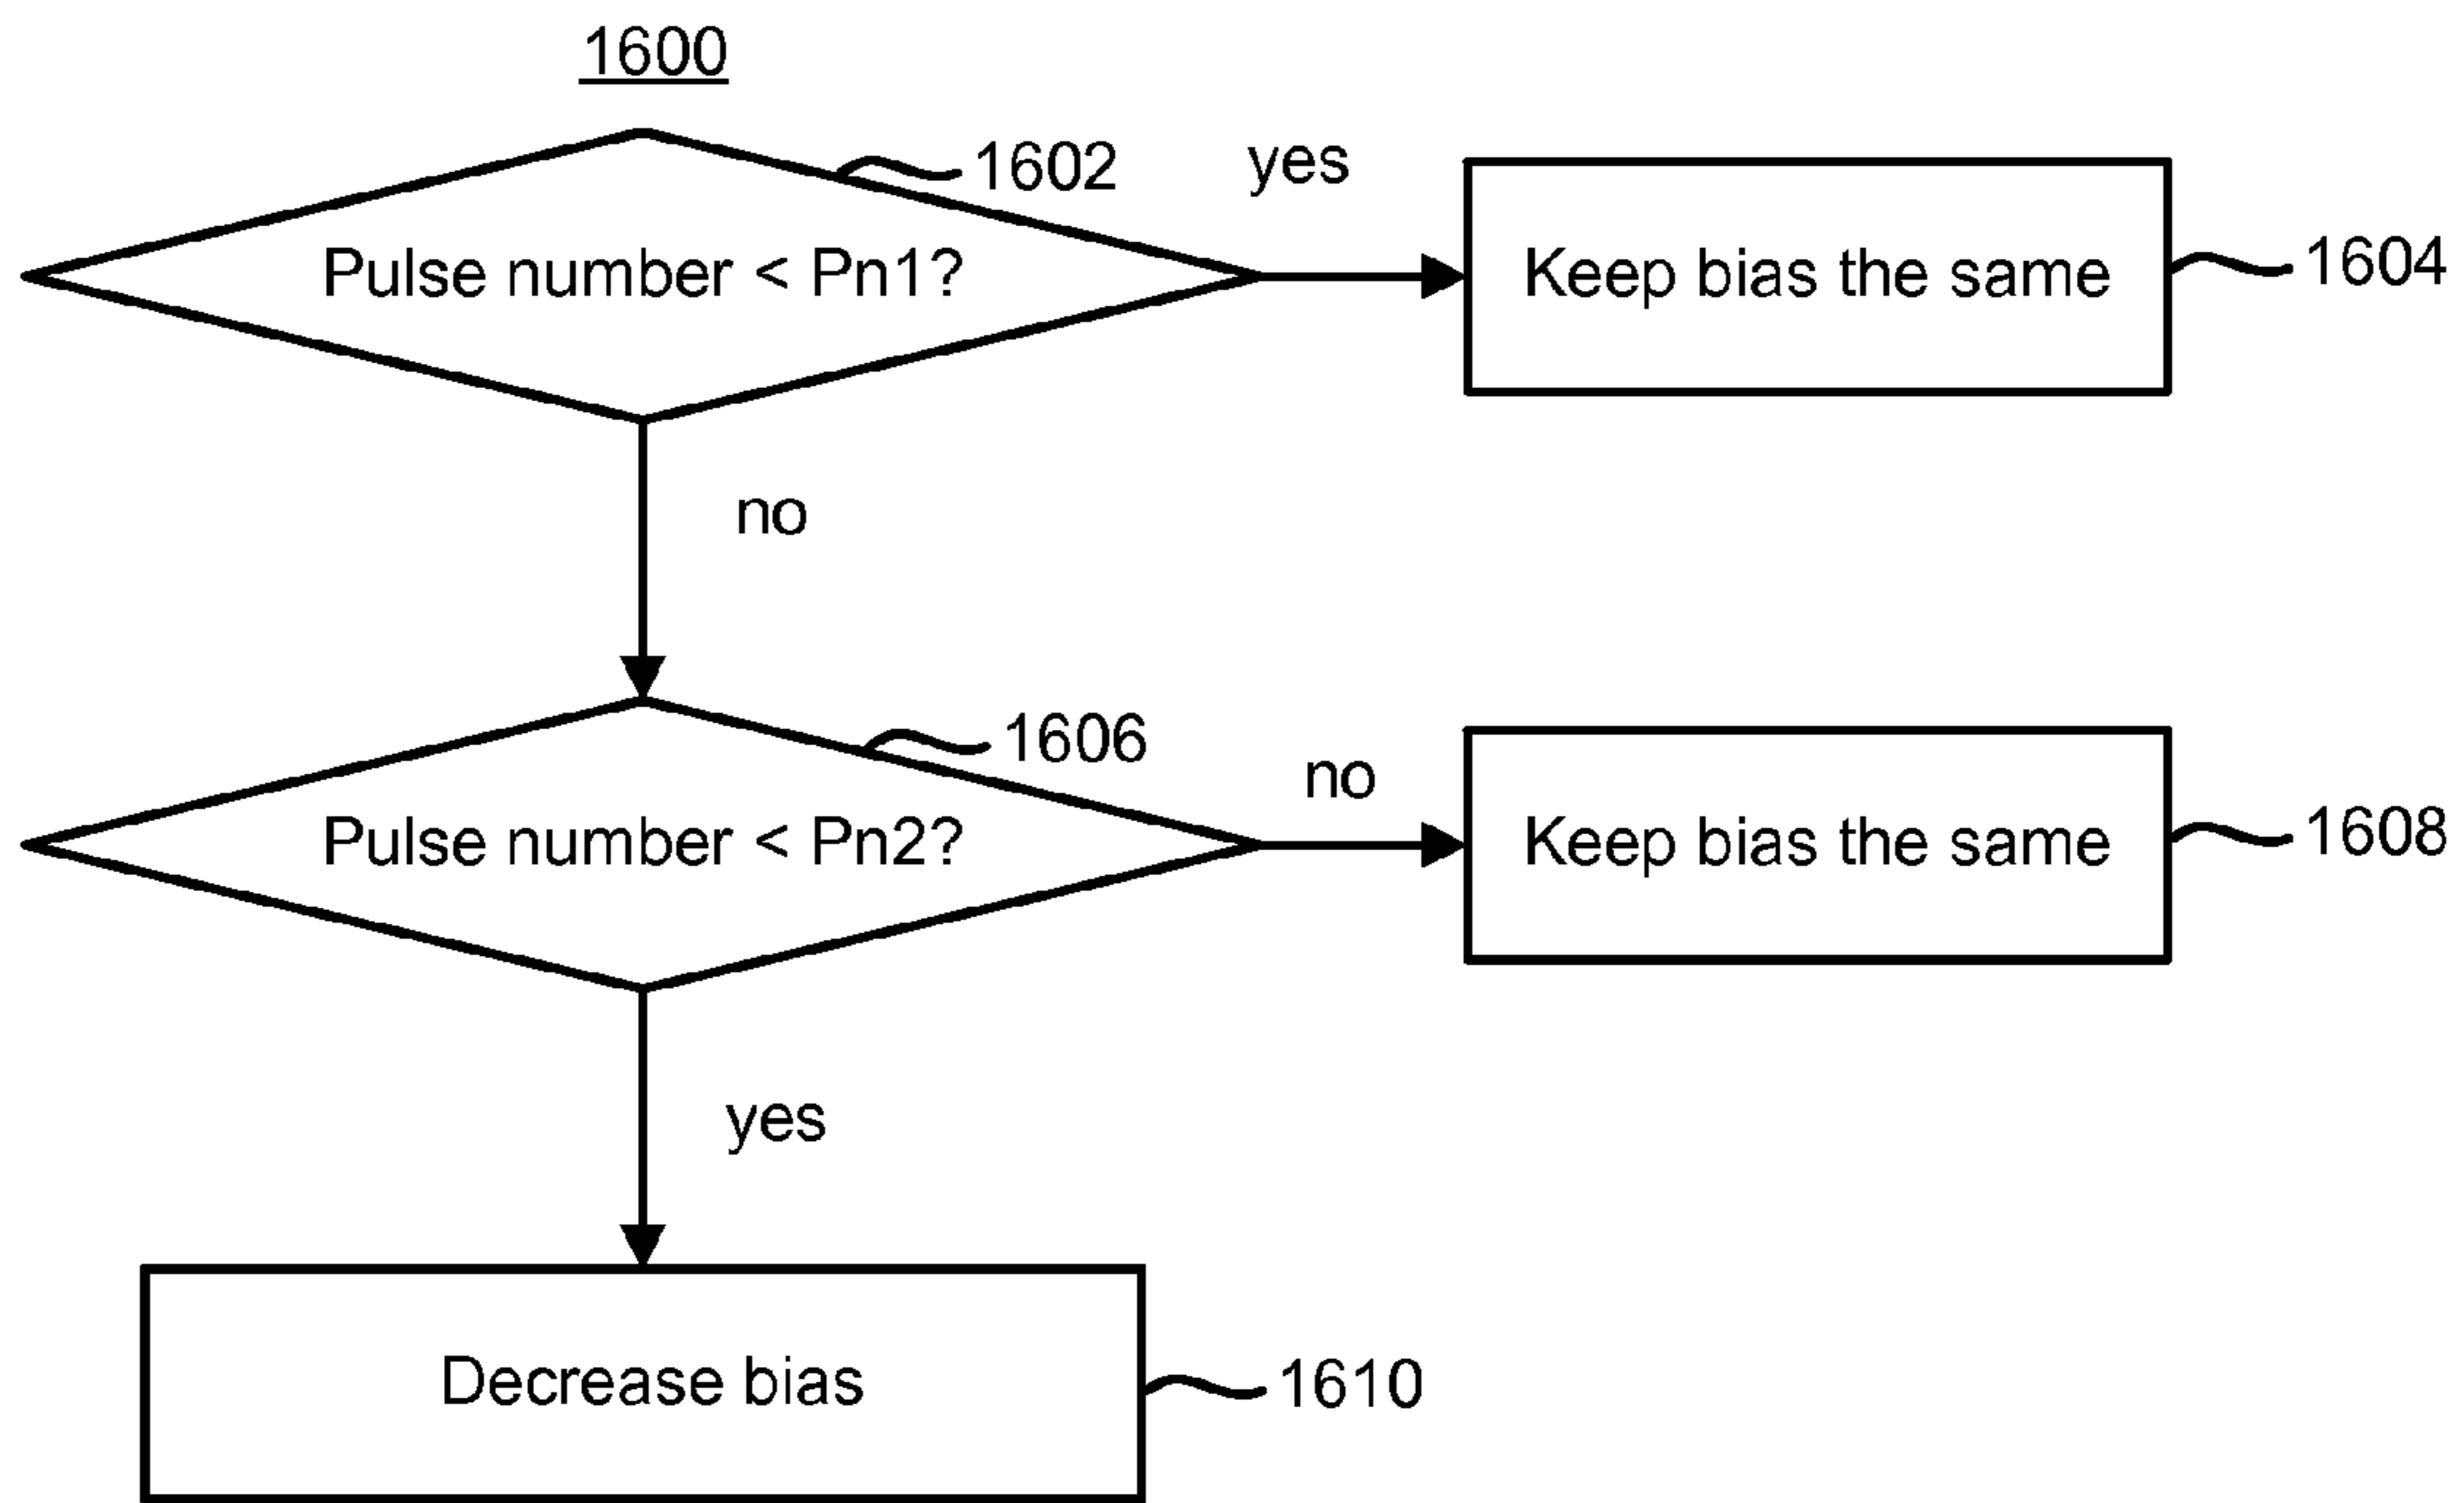 1600
1602
yes
Pulse number < Pn1?
Keep bias the same
1604
no
1606
no
Pulse number < Pn2?
Keep bias the same
1608
yes
Decrease bias
1610